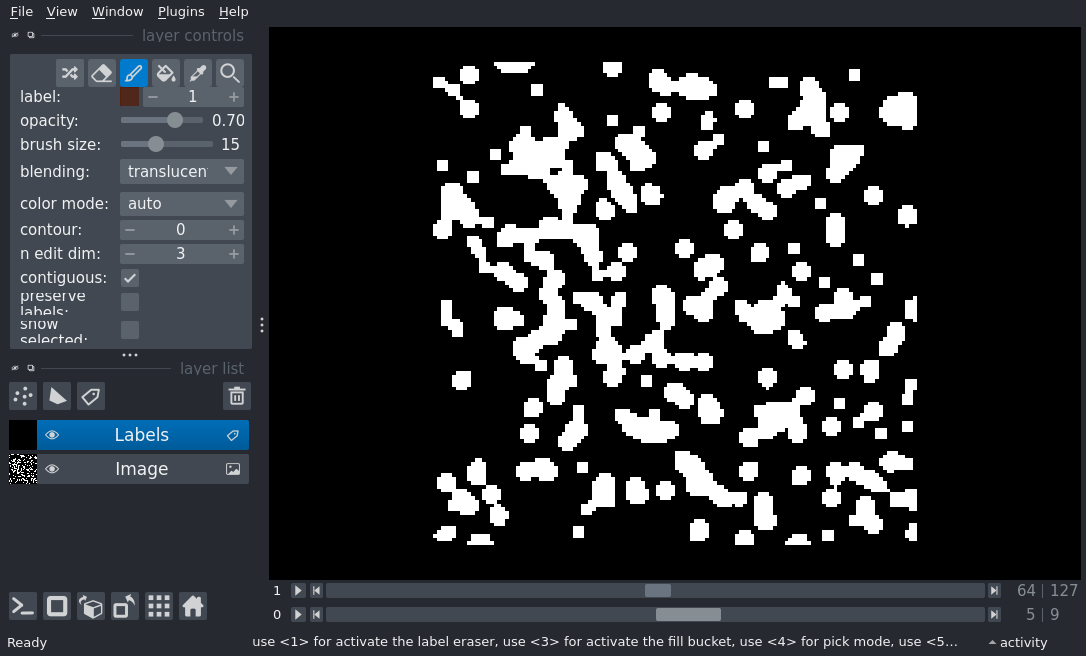 File View Window Plugins Help
layer controls
label: 1
opacity: 0.70
brush size: 15
blending: translucen
color mode: auto
contour: 0
n edit dim: 3
contiguous:
preserve
labels:
show
selected:
layer list
Labels
Image
1 64 127
0 5 9
Ready use <1> for activate the label eraser, use <3> for activate the fill bucket, use <4> for pick mode, use <5... activity